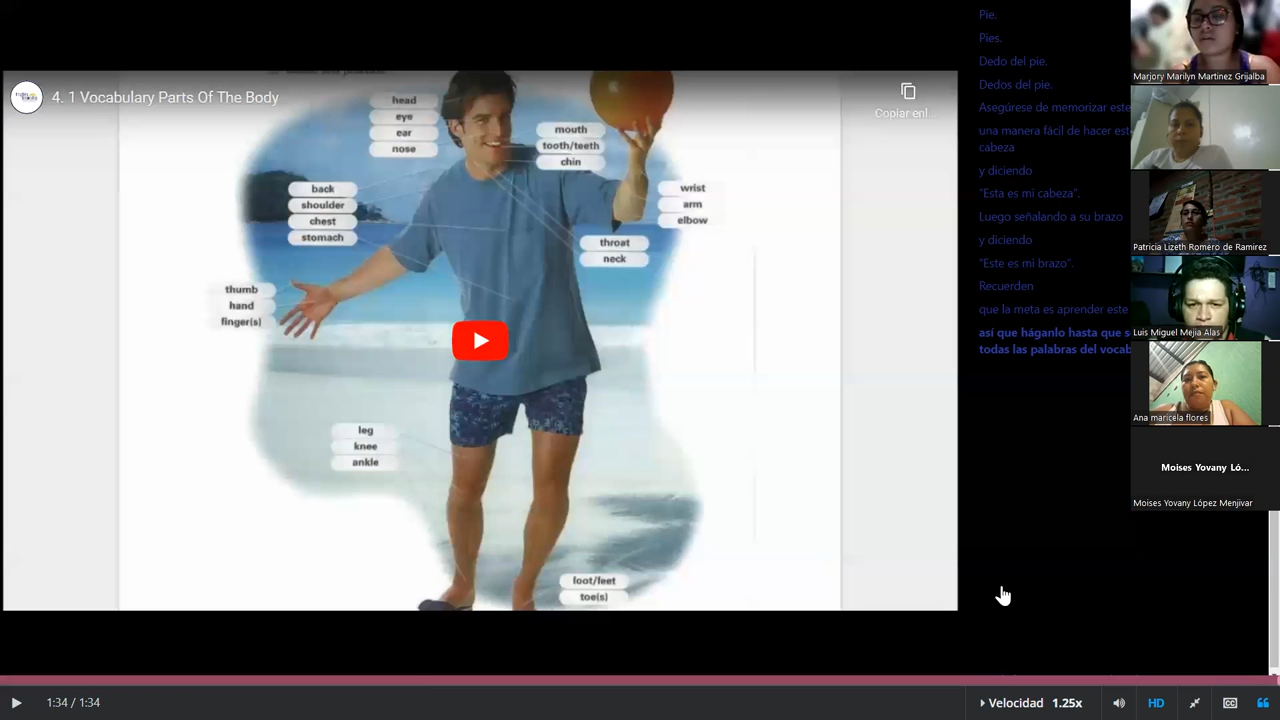 4. 1 Vocabulary Parts Of The Body
Copiar enl...
head
eye
ear
nose
mouth
tooth/teeth
chin
back
shoulder
chest
stomach
wrist
arm
elbow
throat
neck
thumb
hand
finger(s)
leg
knee
ankle
foot/feet
toe(s)
Pie.
Pies.
Dedo del pie.
Dedos del pie.
Asegúrese de memorizar este
una manera fácil de hacer est
cabeza
y diciendo
"Esta es mi cabeza".
Luego señalando a su brazo
y diciendo
"Este es mi brazo".
Recuerden
que la meta es aprender este
así que háganlo hasta que s
todas las palabras del vocab
Marjory Marilyn Martinez Grijalba
Patricia Lizeth Romero de Ramirez
Luis Miguel Mejia Alas
Ana maricela flores
Moises Yovany Ló...
Moises Yovany López Menjivar
1:34 / 1:34
Velocidad 1.25x
HD
CC